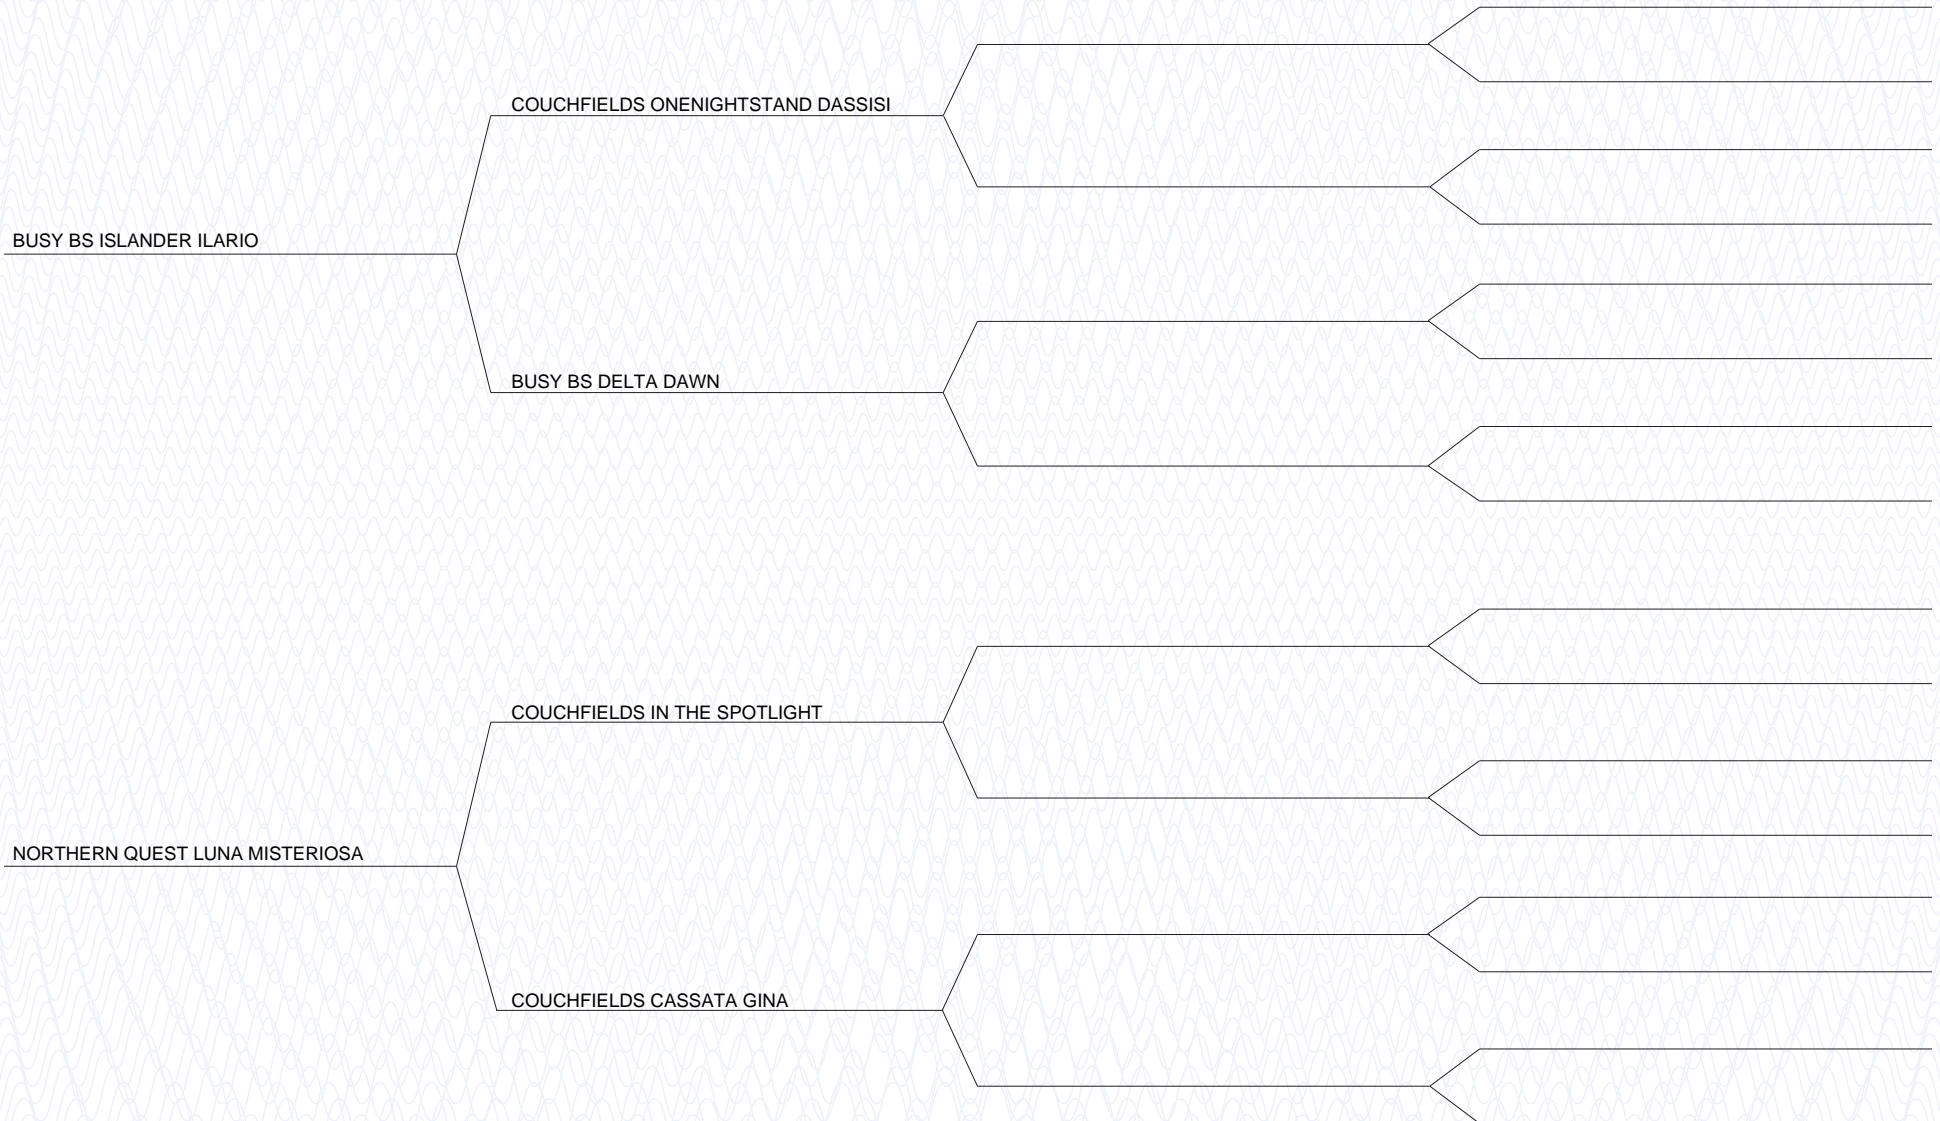 COUCHFIELDS ONENIGHTSTAND DASSISI
BUSY BS ISLANDER ILARIO
BUSY BS DELTA DAWN
COUCHFIELDS IN THE SPOTLIGHT
NORTHERN QUEST LUNA MISTERIOSA
COUCHFIELDS CASSATA GINA